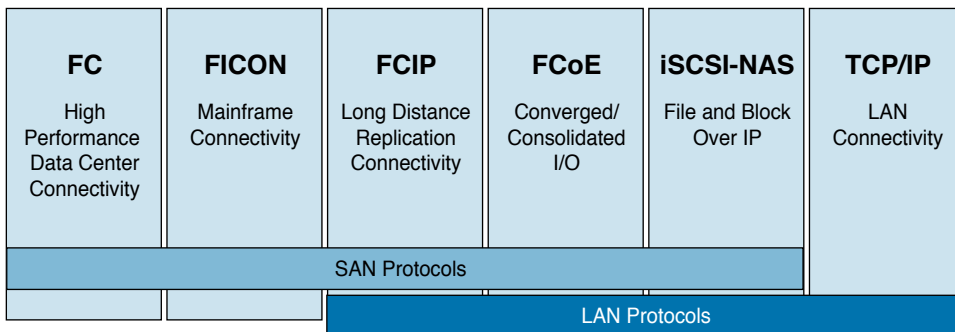 FC
High
Performance
Data Center
Connectivity
FICON
Mainframe
Connectivity
FCIP
Long Distance
Replication
Connectivity
FCoE
Converged/
Consolidated
I/O
iSCSI-NAS
File and Block
Over IP
TCP/IP
LAN
Connectivity
SAN Protocols
LAN Protocols